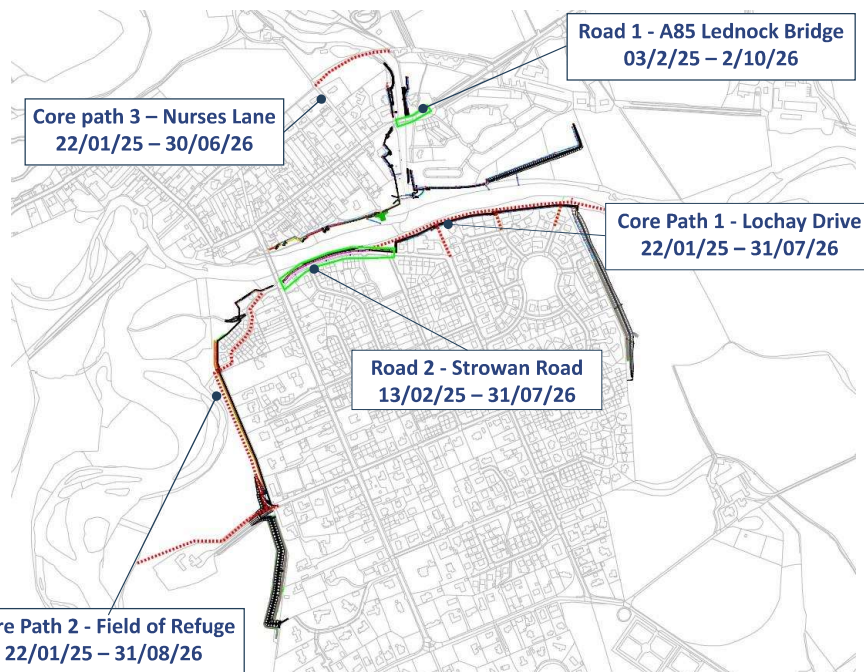 Road 1 - A85 Lednock Bridge
03/2/25 – 2/10/26
Core path 3 – Nurses Lane
22/01/25 – 30/06/26
Core Path 1 - Lochay Drive
22/01/25 – 31/07/26
Road 2 - Strowan Road
13/02/25 – 31/07/26
re Path 2 - Field of Refuge
22/01/25 – 31/08/26